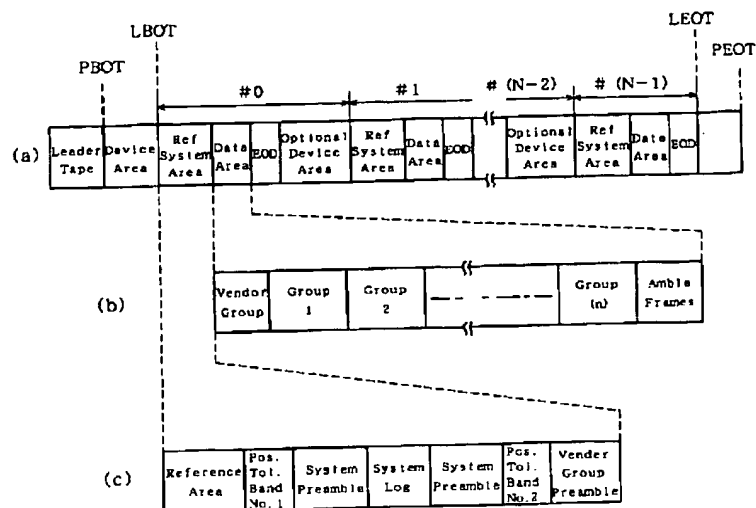 LBOT
LEOT
PBOT
PEOT
#0
#1
# (N-2)
# (N-1)
(a)
Leader Tape
Device Area
Ref System Area
Data Area
EOD
Optional Device Area
Ref System Area
Data Area
EOD
Optional Device Area
Ref System Area
Data Area
EOD
(b)
Vendor Group
Group 1
Group 2
Group (n)
Amble Frames
(c)
Reference Area
Pos. Tol. Band No.1
System Preamble
System Log
System Preamble
Pos. Tol. Band No.2
Vender Group Preamble